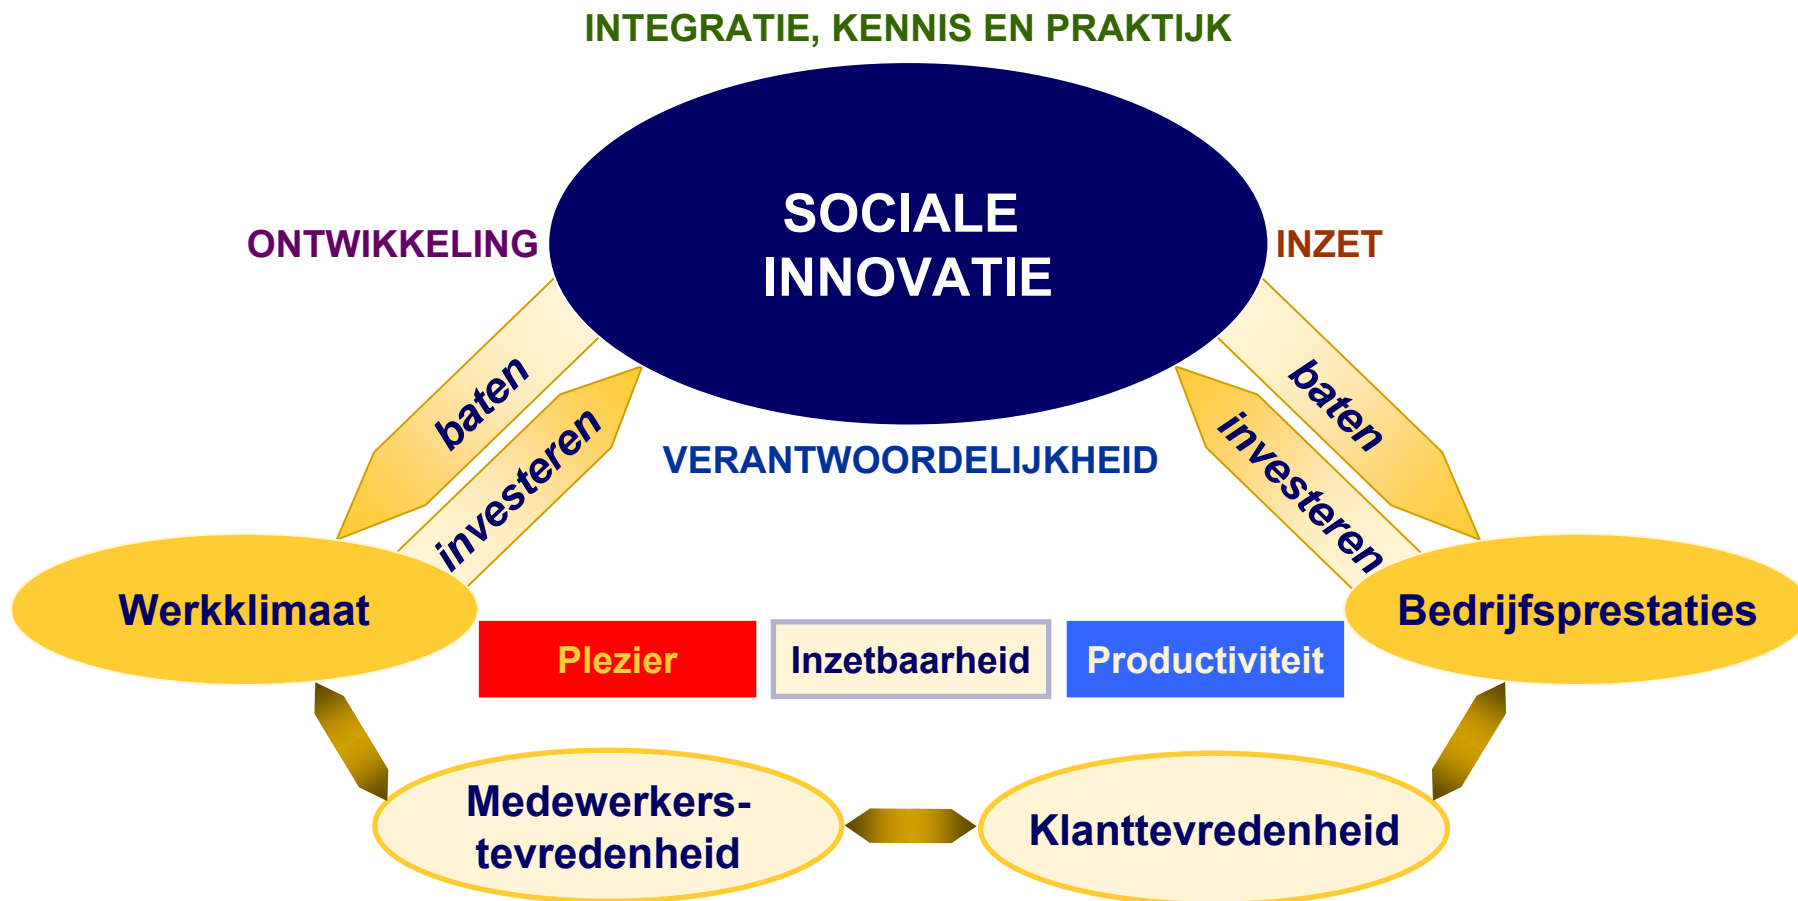 INTEGRATIE, KENNIS EN PRAKTIJK
SOCIALE
INNOVATIE
ONTWIKKELING
INZET
baten
investeren
baten
investeren
VERANTWOORDELIJKHEID
Werkklimaat
Bedrijfsprestaties
Plezier
Inzetbaarheid
Productiviteit
Medewerkers-
tevredenheid
Klanttevredenheid